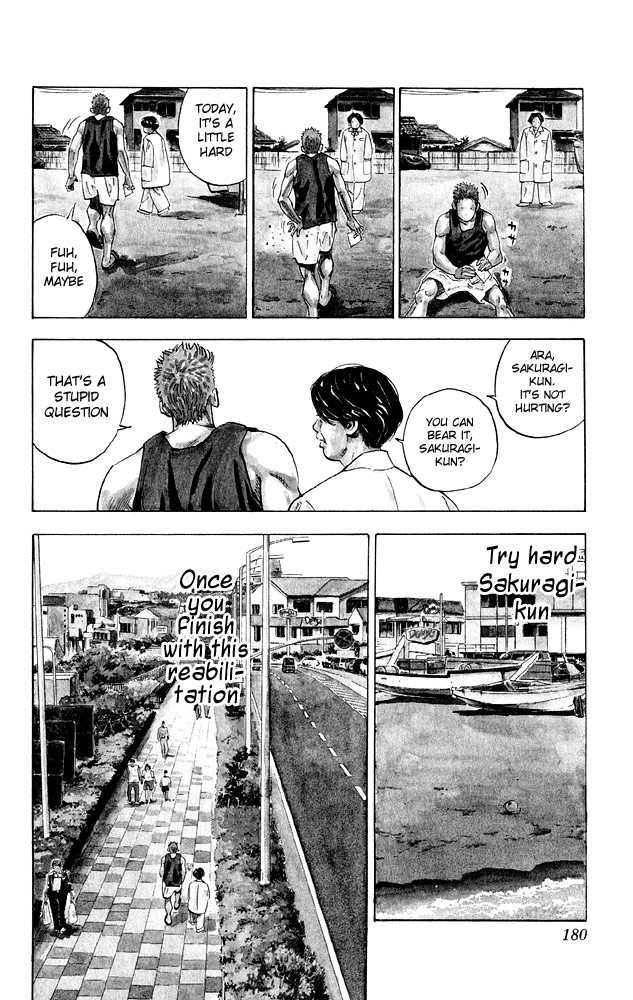 TODAY,
IT'S A
LITTLE
HARD
FUH,
FUH,
MAYBE
ARA,
SAKURAGI-
KUN.
IT'S NOT
HURTING?
YOU CAN
BEAR IT,
SAKURAGI-
KUN?
THAT'S A
STUPID
QUESTION
Try hard
Sakuragi-
kun
Once
you
finish
with this
reabili-
tation
180